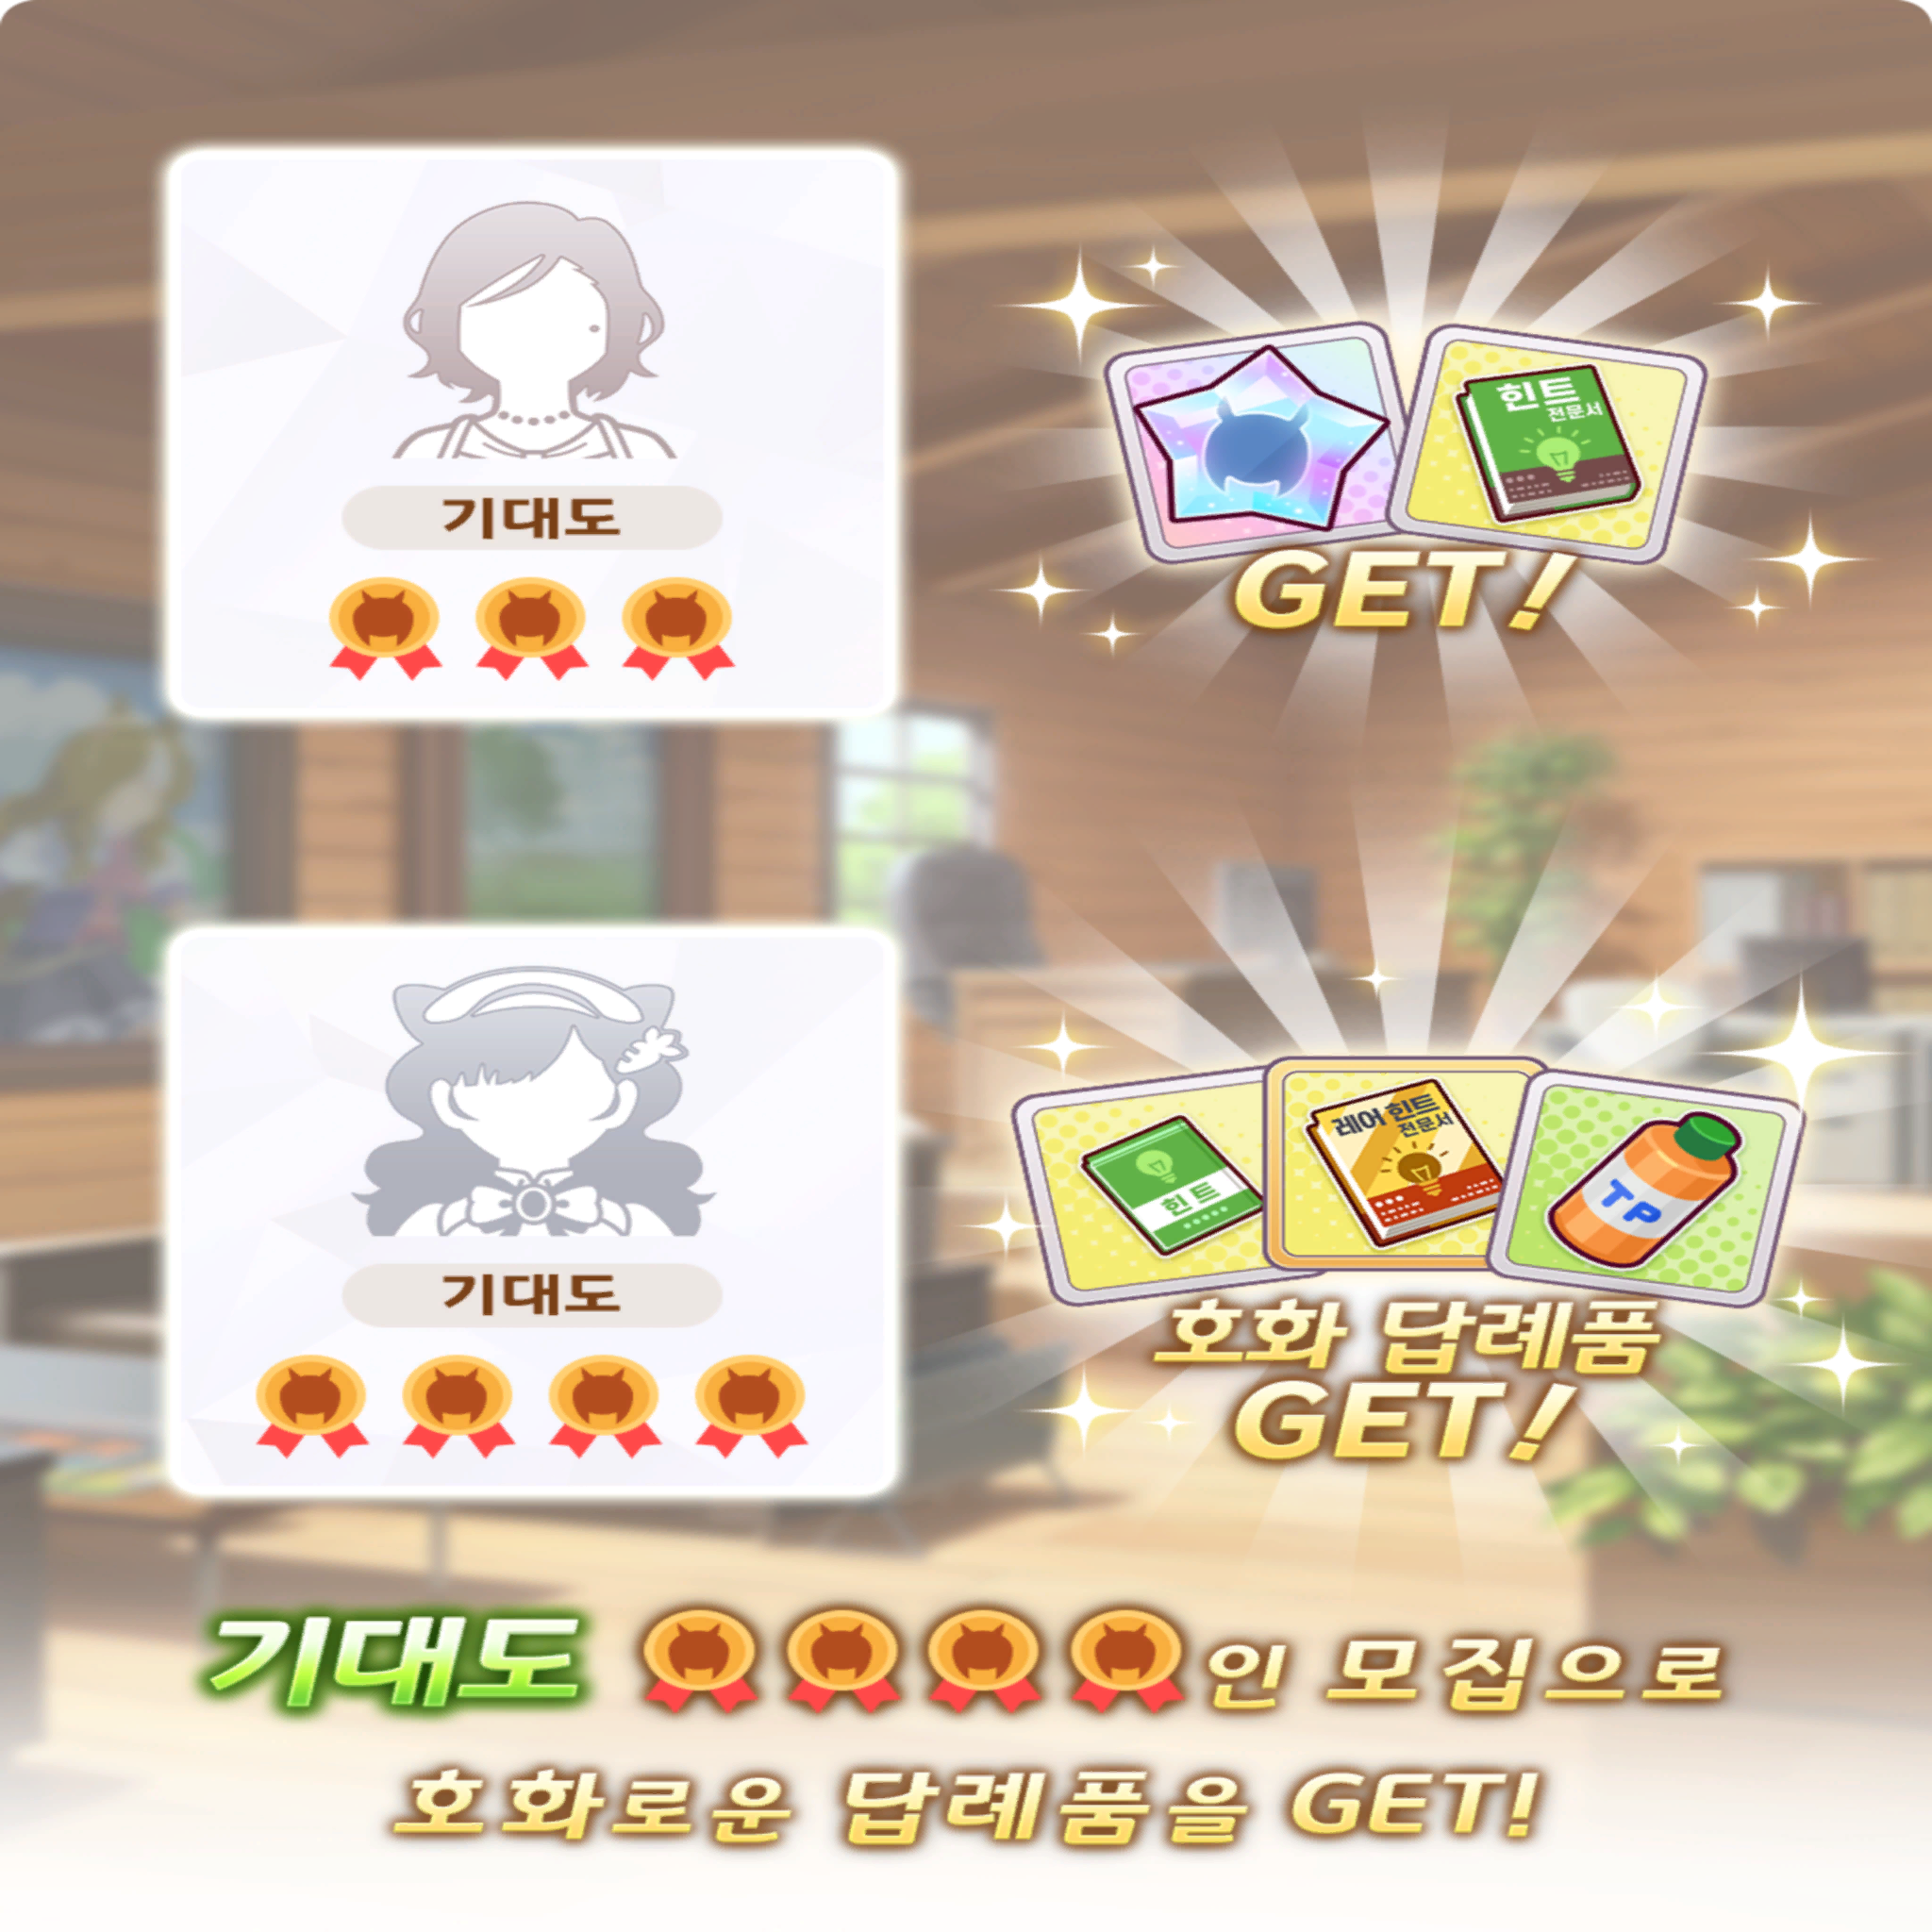 기대도
힌트
전문서
GET!
기대도
힌트
레어 힌트
전문서
TP
호화 답례품
GET!
기대도 인 모집으로
호화로운 답례품을 GET!